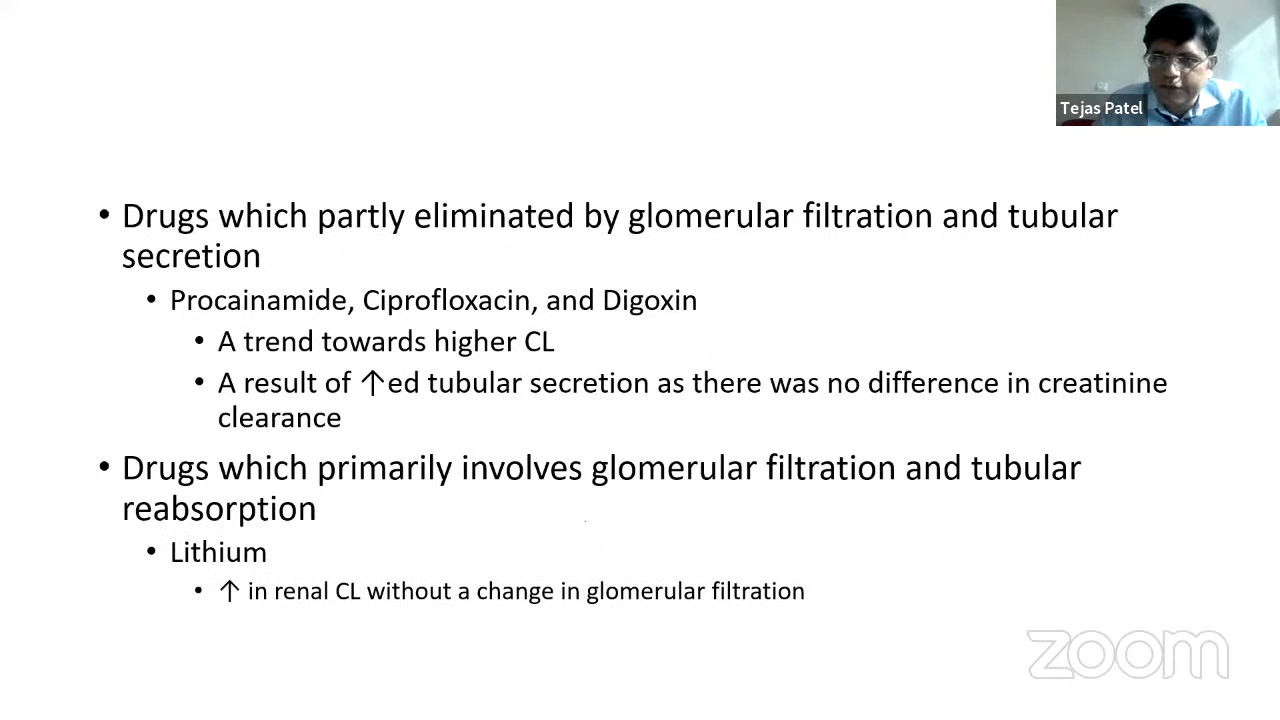 Tejas Patel
• Drugs which partly eliminated by glomerular filtration and tubular
secretion
• Procainamide, Ciprofloxacin, and Digoxin
• A trend towards higher CL
• A result of ↑ed tubular secretion as there was no difference in creatinine
clearance
• Drugs which primarily involves glomerular filtration and tubular
reabsorption
• Lithium
• ↑ in renal CL without a change in glomerular filtration
zoom